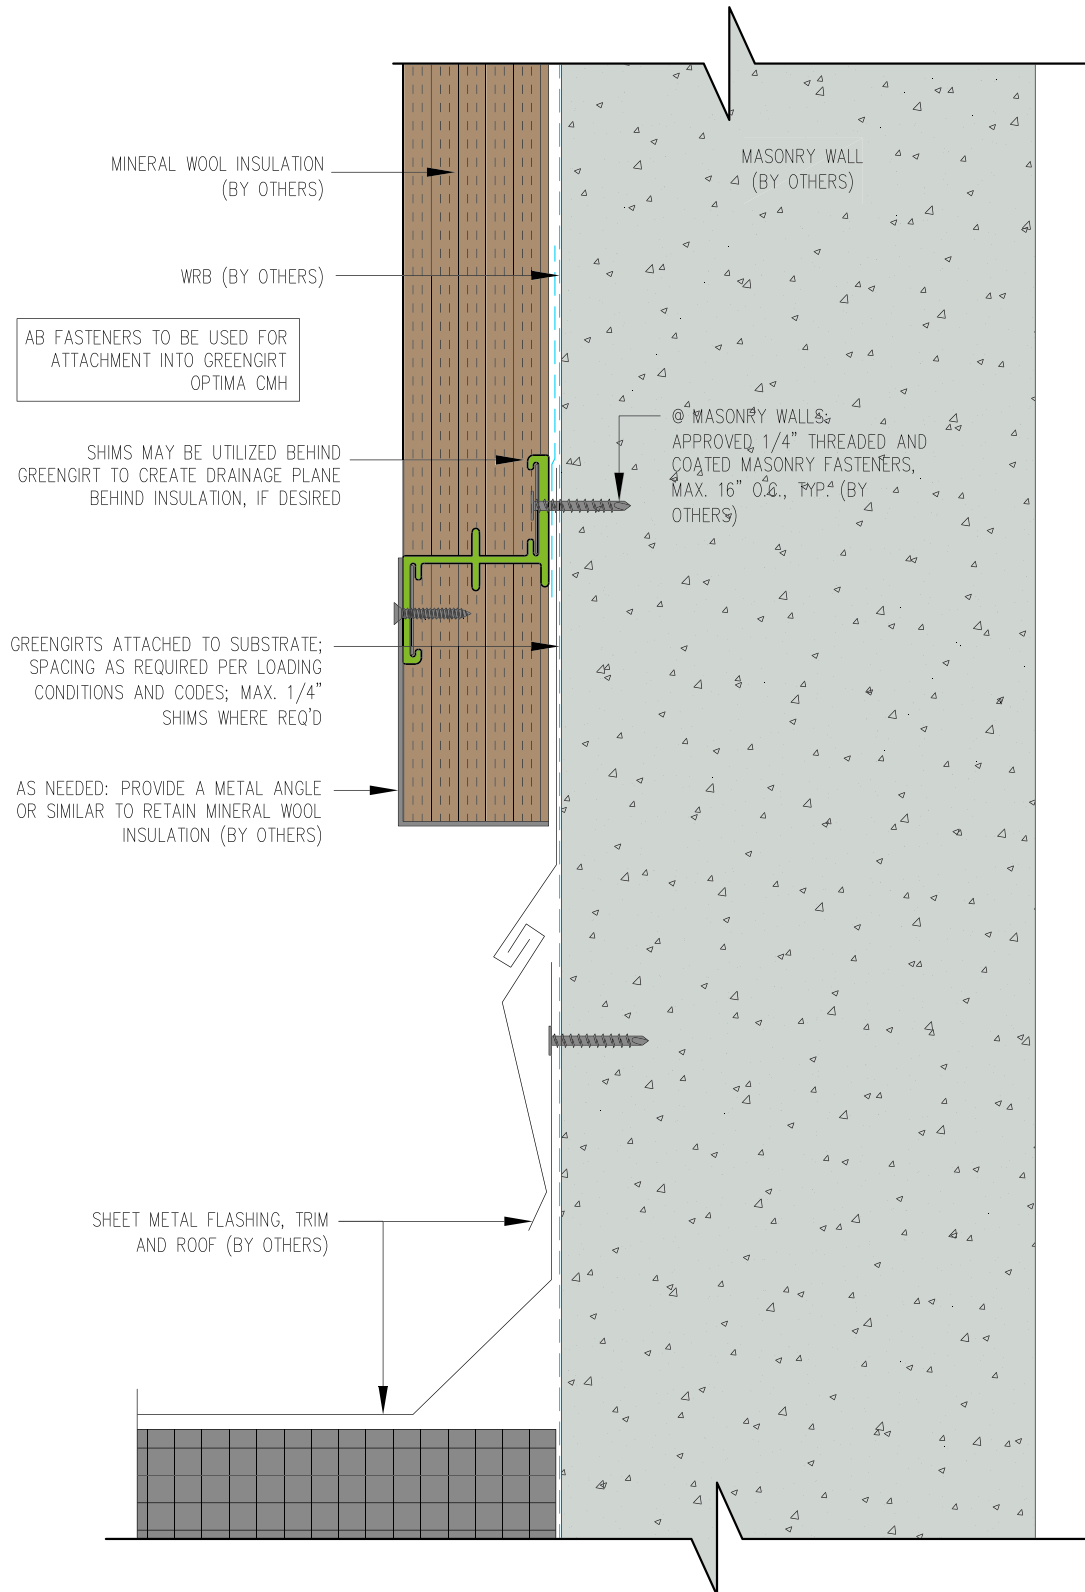 MASONRY WALL
(BY OTHERS)
MINERAL WOOL INSULATION
(BY OTHERS)
WRB (BY OTHERS)
AB FASTENERS TO BE USED FOR
ATTACHMENT INTO GREENGIRT
OPTIMA CMH
@ MASONRY WALLS:
APPROVED 1/4" THREADED AND
COATED MASONRY FASTENERS,
MAX. 16" O.C., TYP. (BY
OTHERS)
SHIMS MAY BE UTILIZED BEHIND
GREENGIRT TO CREATE DRAINAGE PLANE
BEHIND INSULATION, IF DESIRED
GREENGIRTS ATTACHED TO SUBSTRATE;
SPACING AS REQUIRED PER LOADING
CONDITIONS AND CODES; MAX. 1/4"
SHIMS WHERE REQ'D
AS NEEDED: PROVIDE A METAL ANGLE
OR SIMILAR TO RETAIN MINERAL WOOL
INSULATION (BY OTHERS)
SHEET METAL FLASHING, TRIM
AND ROOF (BY OTHERS)